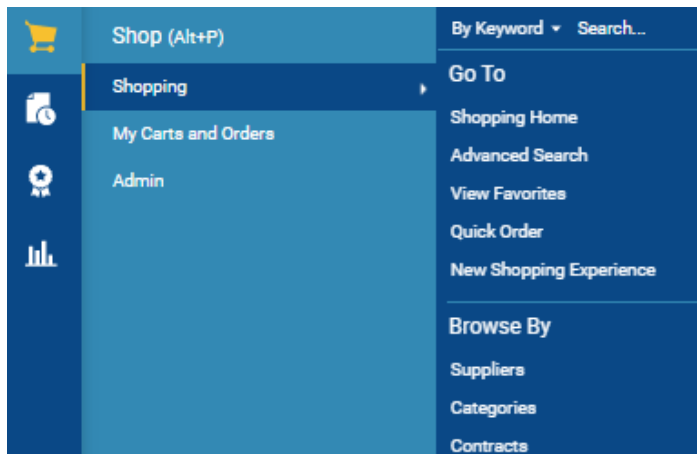 Shop (Alt+P)
Shopping
My Carts and Orders
Admin
By Keyword Search...
Go To
Shopping Home
Advanced Search
View Favorites
Quick Order
New Shopping Experience
Browse By
Suppliers
Categories
Contracts